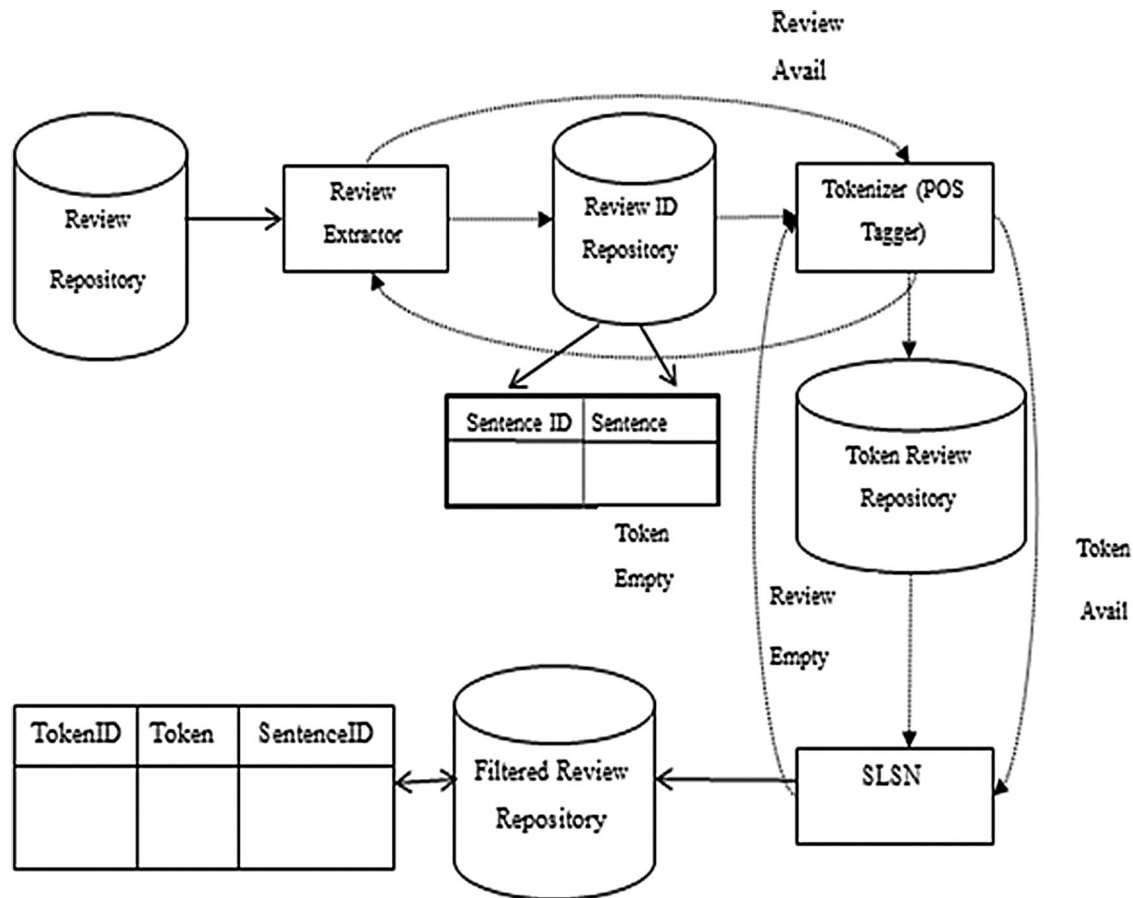 Review
Avail
Review
Repository
Review
Extractor
Review ID
Repository
Tokenizer (POS
Tagger)
Sentence ID Sentence
Token
Empty
Token Review
Repository
Review
Empty
Token
Avail
TokenID Token SentenceID
Filtered Review
Repository
SLSN